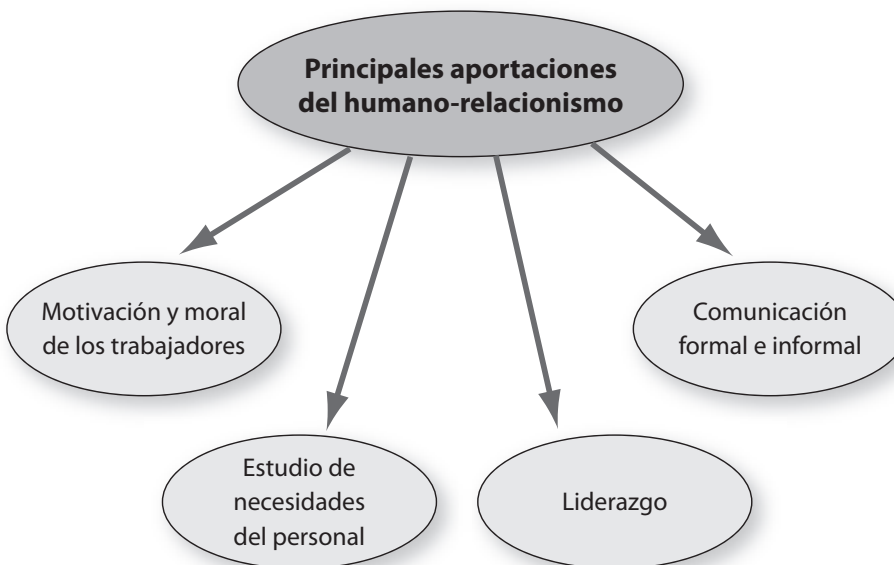 Principales aportaciones
del humano-relacionismo
Motivación y moral
de los trabajadores
Comunicación
formal e informal
Estudio de
necesidades
del personal
Liderazgo